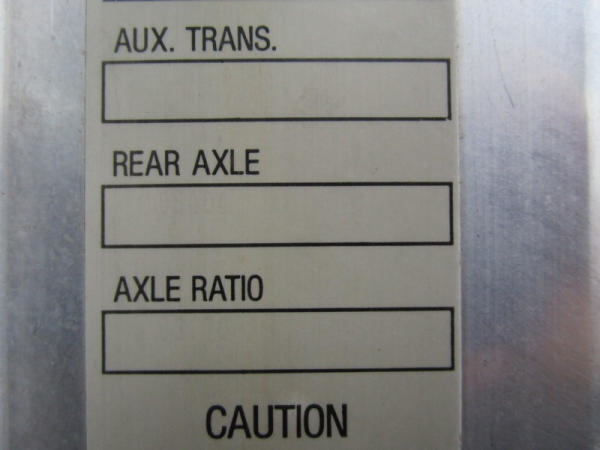 AUX. TRANS.
REAR AXLE
AXLE RATIO
CAUTION